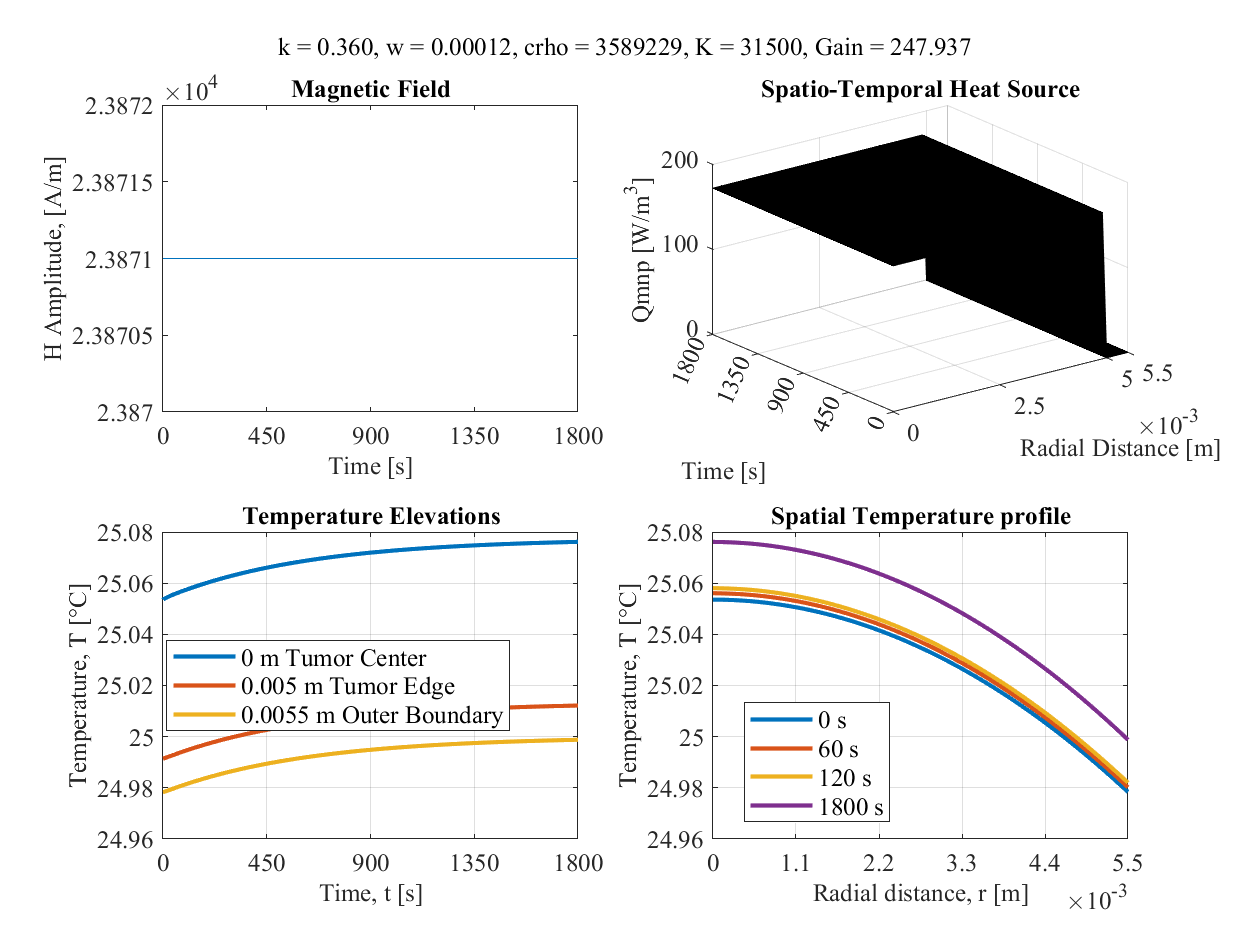 k = 0.360, w = 0.00012, crho = 3589229, K = 31500, Gain = 247.937
Magnetic Field
×10^4
2.3872
2.38715
2.3871
2.38705
2.387
H Amplitude, [A/m]
0 450 900 1350 1800
Time [s]
Spatio-Temporal Heat Source
200
100
0
Qmnp [W/m^3]
1800 1350 900 450 0
Time [s]
0 2.5 5 5.5
×10^-3
Radial Distance [m]
Temperature Elevations
25.08
25.06
25.04
25.02
25
24.98
24.96
Temperature, T [°C]
0 m Tumor Center
0.005 m Tumor Edge
0.0055 m Outer Boundary
0 450 900 1350 1800
Time, t [s]
Spatial Temperature profile
25.08
25.06
25.04
25.02
25
24.98
24.96
Temperature, T [°C]
0 s
60 s
120 s
1800 s
0 1.1 2.2 3.3 4.4 5.5
Radial distance, r [m]
×10^-3